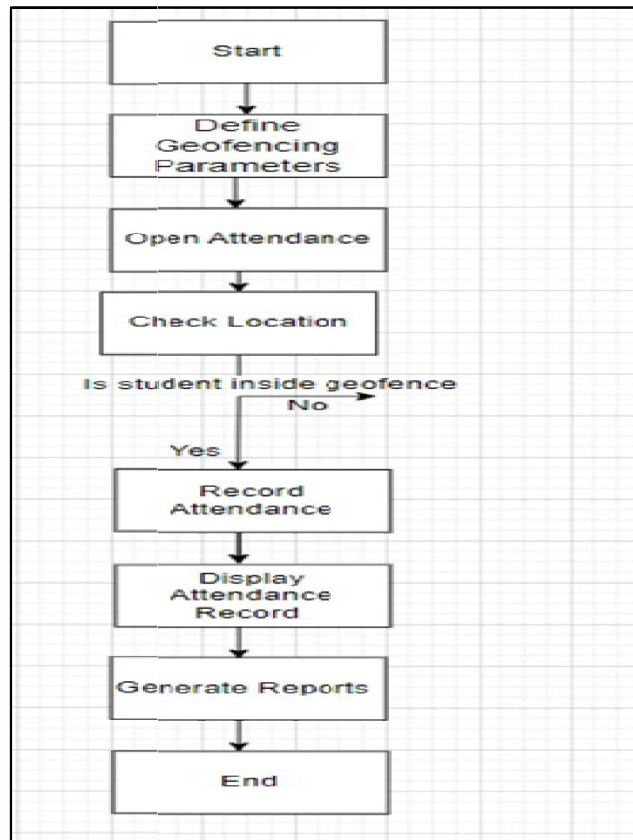 Start
Define
Geofencing
Parameters
Open Attendance
Check Location
Is student inside geofence
No
Yes
Record
Attendance
Display
Attendance
Record
Generate Reports
End